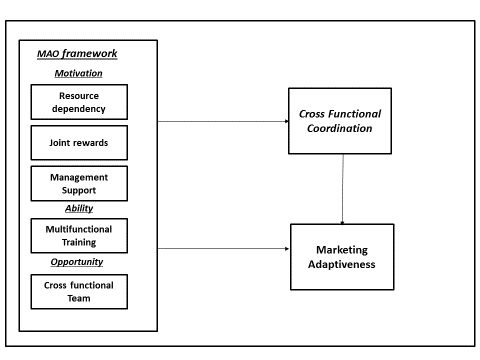 MAO framework
Motivation
Resource
dependency
Joint rewards
Management
Support
Ability
Multifunctional
Training
Opportunity
Cross functional
Team
Cross Functional
Coordination
Marketing
Adaptiveness